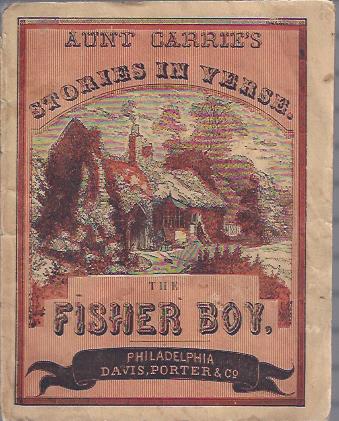 AUNT CARRIE'S
STORIES IN VERSE.
THE
FISHER BOY.
PHILADELPHIA
DAVIS, PORTER & CO